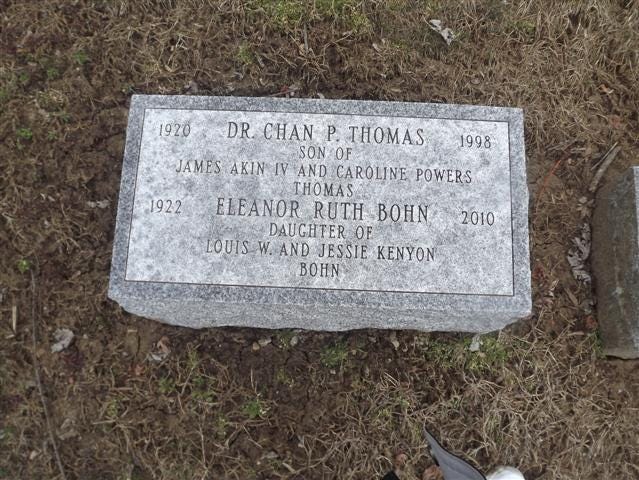 1920 DR. CHAN P. THOMAS 1998
SON OF
JAMES AKIN IV AND CAROLINE POWERS
THOMAS
1922 ELEANOR RUTH BOHN 2010
DAUGHTER OF
LOUIS W. AND JESSIE KENYON
BOHN